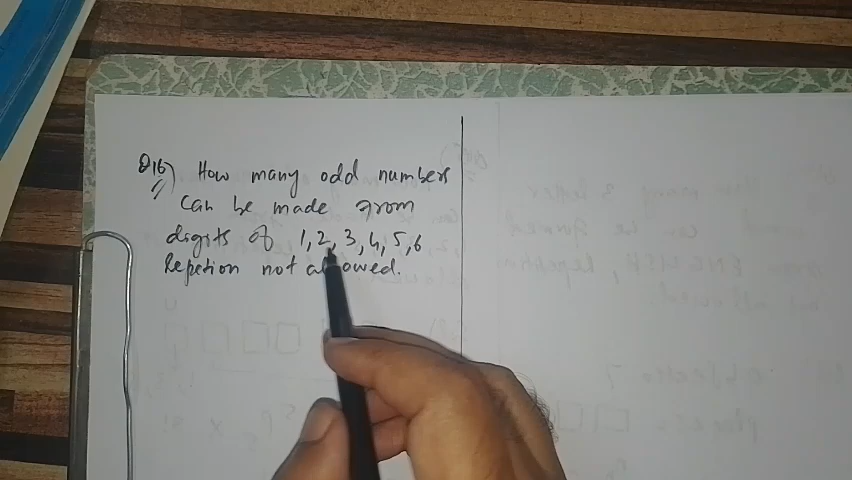 Q16) How many odd numbers
Can be made from
digits of 1,2,3,4,5,6
Repetion not allowed.